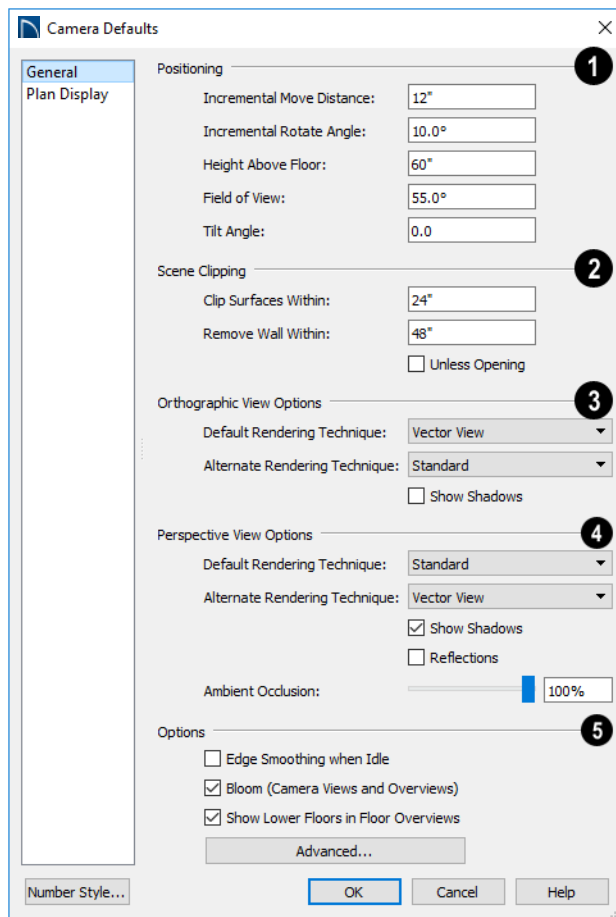 Camera Defaults
General
Plan Display
Positioning 1
Incremental Move Distance: 12"
Incremental Rotate Angle: 10.0°
Height Above Floor: 60"
Field of View: 55.0°
Tilt Angle: 0.0
Scene Clipping 2
Clip Surfaces Within: 24"
Remove Wall Within: 48"
Unless Opening
Orthographic View Options 3
Default Rendering Technique: Vector View
Alternate Rendering Technique: Standard
Show Shadows
Perspective View Options 4
Default Rendering Technique: Standard
Alternate Rendering Technique: Vector View
Show Shadows
Reflections
Ambient Occlusion: 100%
Options 5
Edge Smoothing when Idle
Bloom (Camera Views and Overviews)
Show Lower Floors in Floor Overviews
Advanced...
Number Style... OK Cancel Help